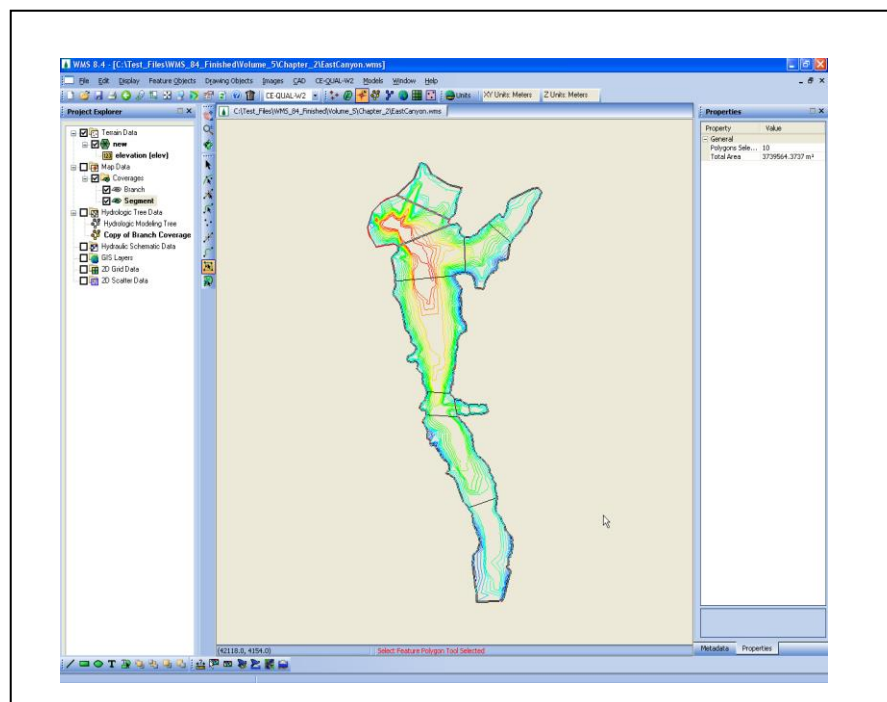 WMS 8.4 - [C:\Test_Files\WMS_84_Finished\Volume_5\Chapter_2\EastCanyon.wms]
File Edit Display Feature Objects Drawing Objects Images CAD CE-QUAL-W2 Models Window Help
CE-QUAL-W2 Units XY Units: Meters Z Units: Meters
Project Explorer
C:\Test_Files\WMS_84_Finished\Volume_5\Chapter_2\EastCanyon.wms
Terrain Data
new
elevation (elev)
Map Data
Coverages
Branch
Segment
Hydrologic Tree Data
Hydrologic Modeling Tree
Copy of Branch Coverage
Hydraulic Schematic Data
GIS Layers
2D Grid Data
2D Scatter Data
Properties
Property Value
General
Polygons Sele... 10
Total Area 3739564.3737 m²
(42118.0, 4154.0) Select Feature Polygon Tool Selected
Metadata Properties